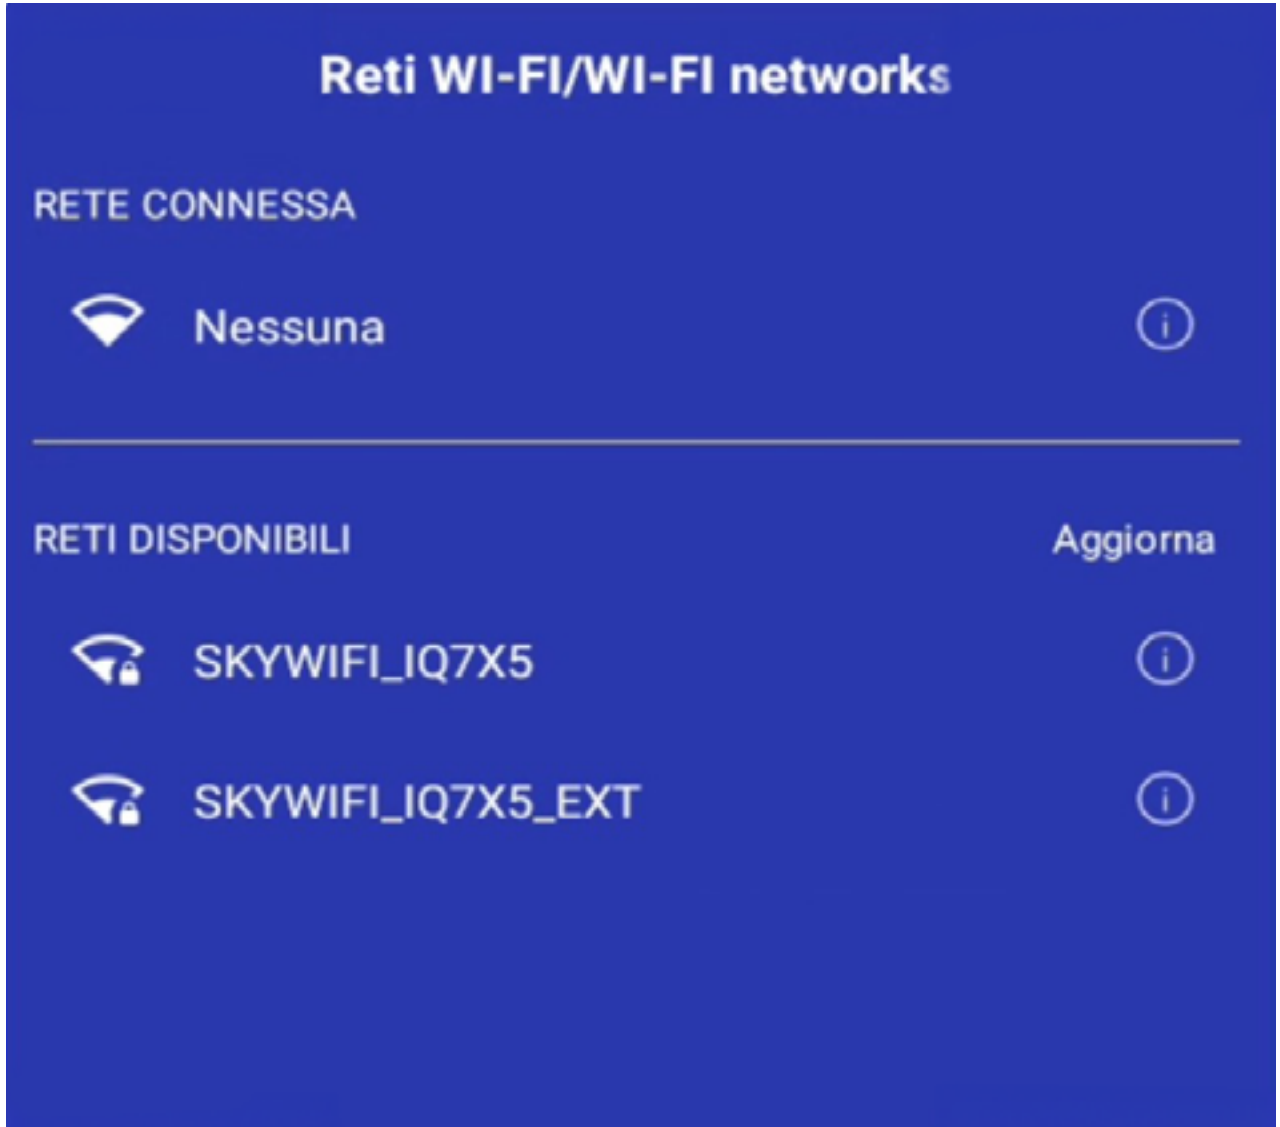 Reti WI-FI/WI-FI networks
RETE CONNESSA
Nessuna
RETI DISPONIBILI
Aggiorna
SKYWIFI_IQ7X5
SKYWIFI_IQ7X5_EXT